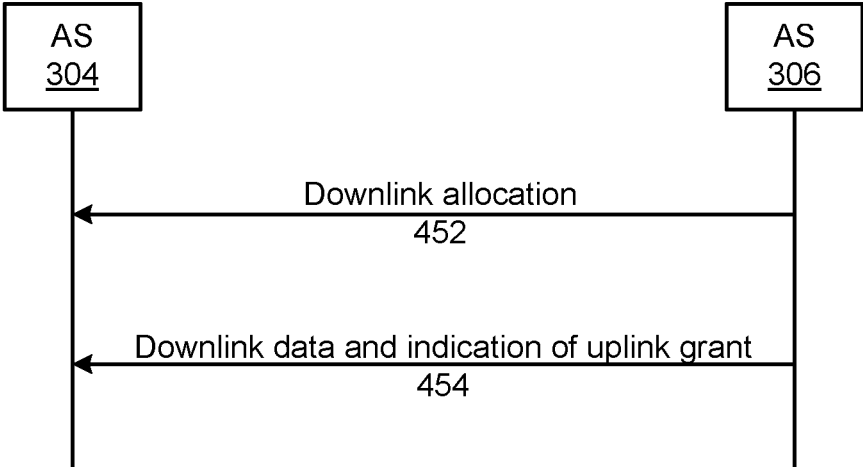 AS
304
AS
306
Downlink allocation
452
Downlink data and indication of uplink grant
454